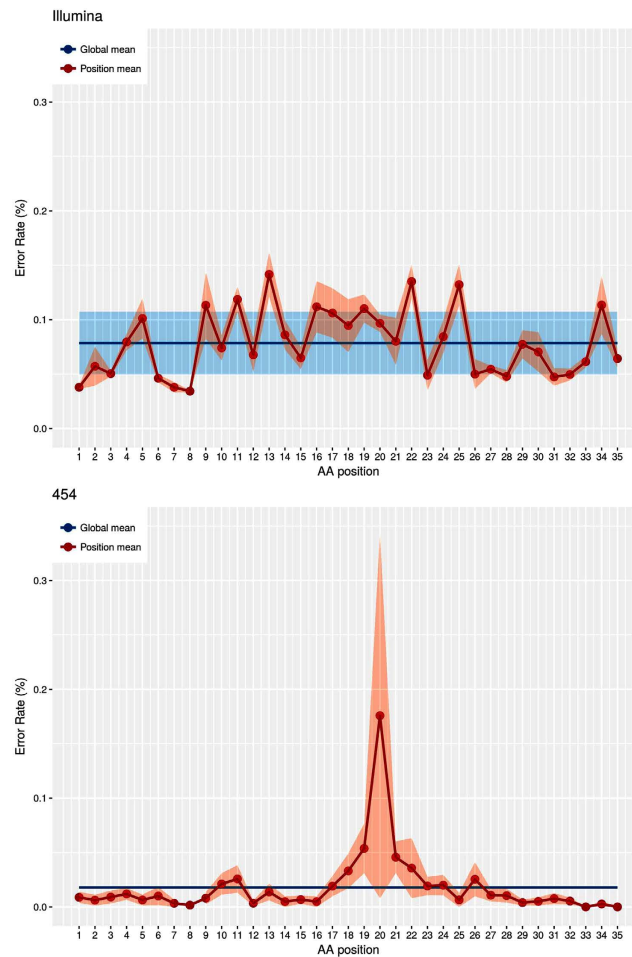 Illumina
Global mean
Position mean
0.3
0.2
0.1
0.0
Error Rate (%)
1 2 3 4 5 6 7 8 9 10 11 12 13 14 15 16 17 18 19 20 21 22 23 24 25 26 27 28 29 30 31 32 33 34 35
AA position
454
Global mean
Position mean
0.3
0.2
0.1
0.0
Error Rate (%)
1 2 3 4 5 6 7 8 9 10 11 12 13 14 15 16 17 18 19 20 21 22 23 24 25 26 27 28 29 30 31 32 33 34 35
AA position